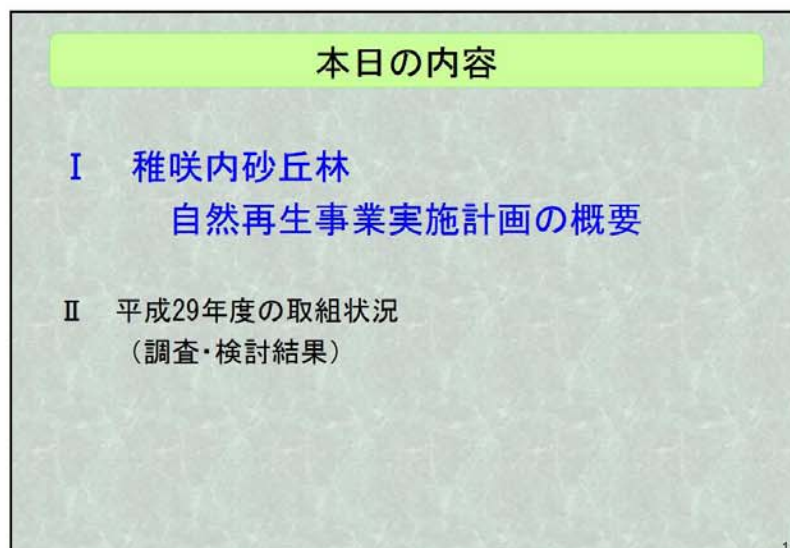 本日の内容
Ⅰ 稚咲内砂丘林
自然再生事業実施計画の概要
Ⅱ 平成29年度の取組状況
（調査・検討結果）
1